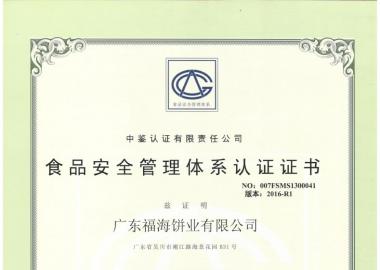 食品安全管理体系
中鉴认证有限责任公司
食品安全管理体系认证证书
NO：007FSMS1300041
版本：2016-R1
兹 证 明
广东福海饼业有限公司
广东省吴川市梅江路海景花园B31号